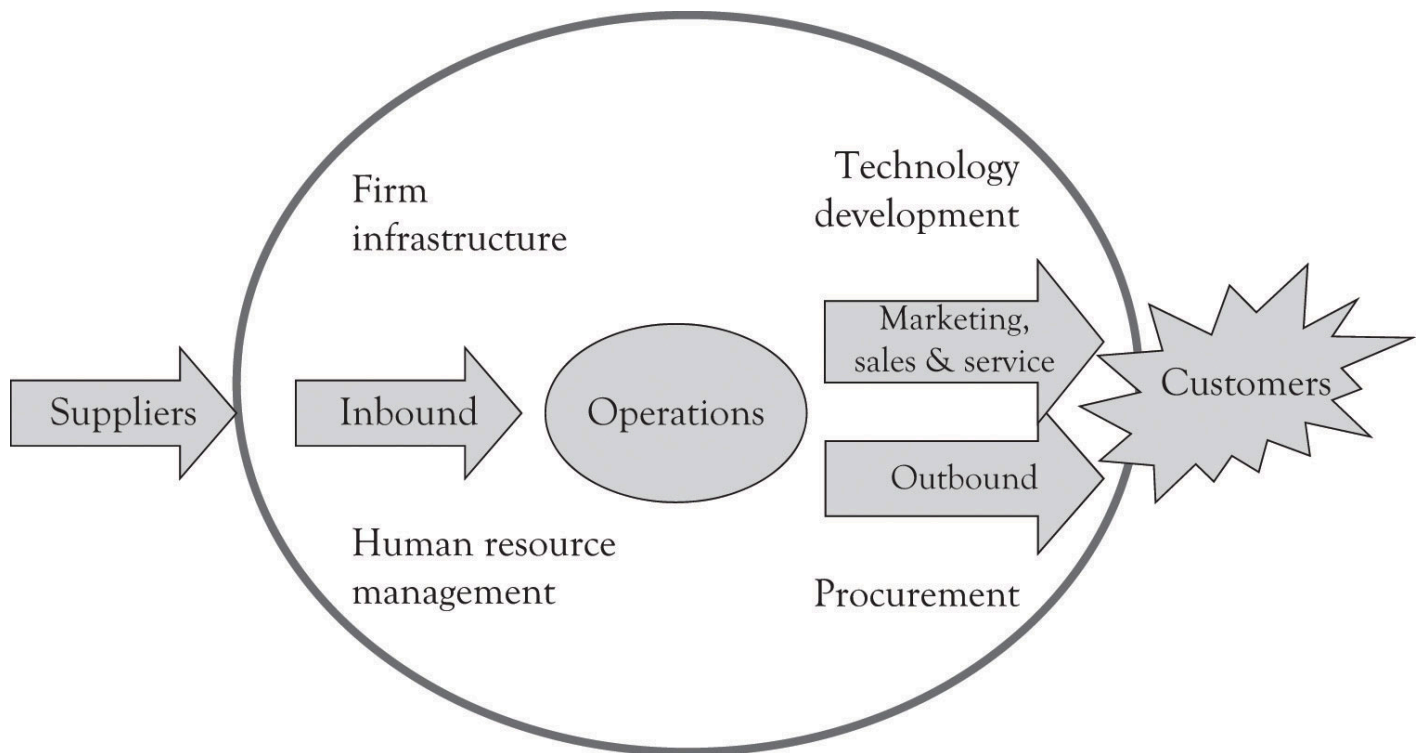 Firm
infrastructure
Technology
development
Suppliers
Inbound
Operations
Marketing,
sales & service
Outbound
Customers
Human resource
management
Procurement